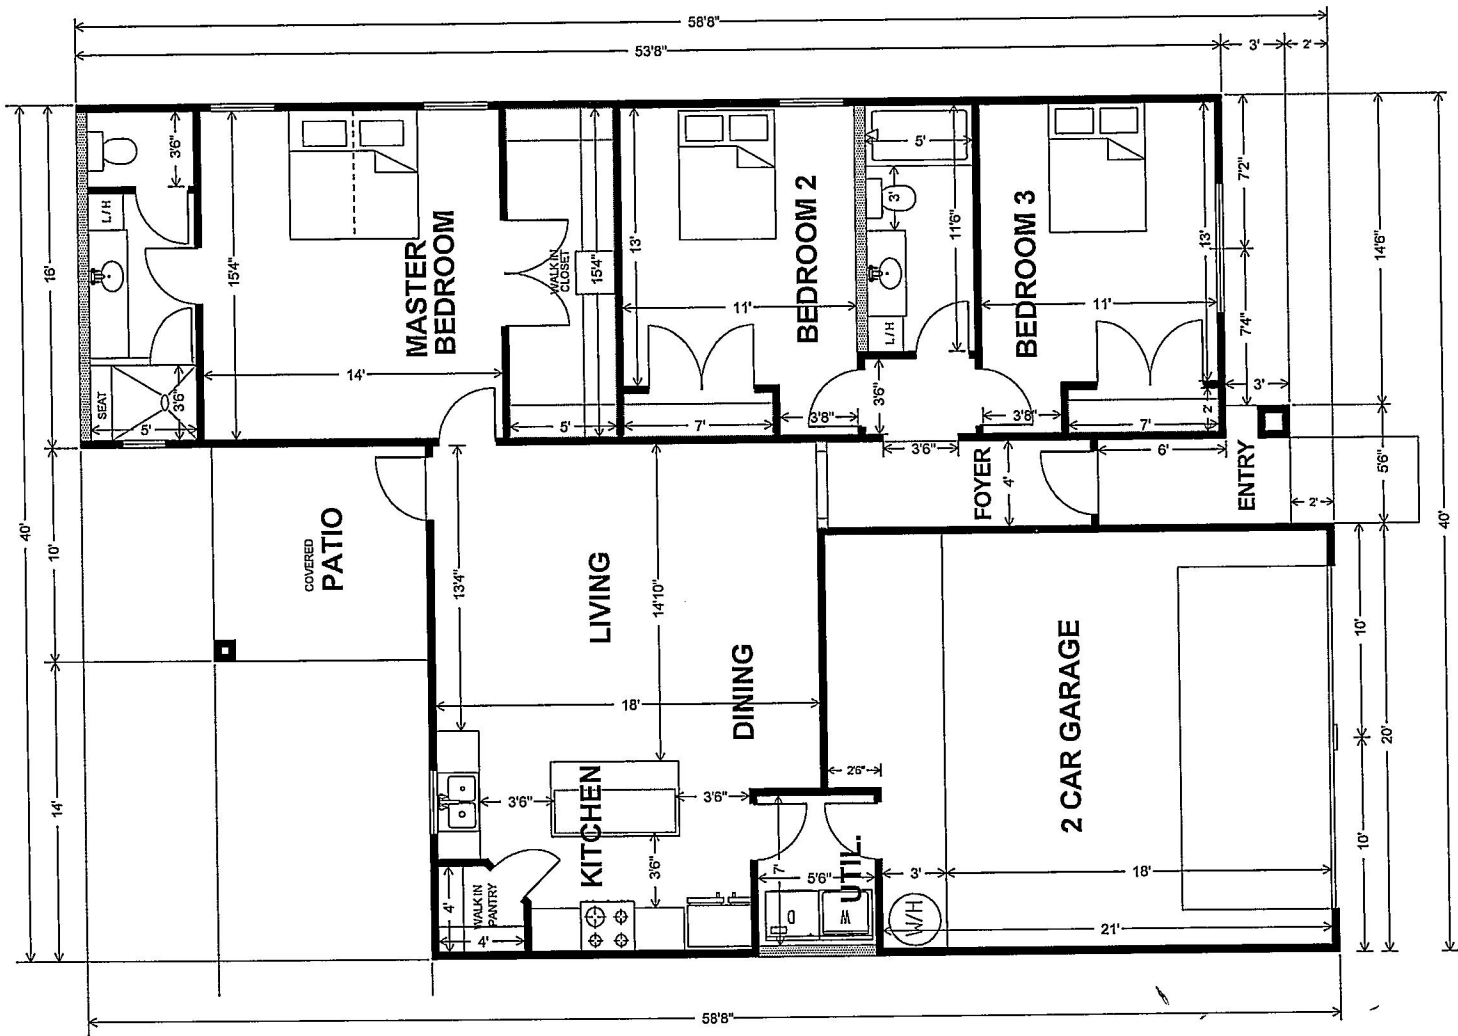 58'8"
53'8"
3'
2'
16'
10'
14'
40'
3'6"
L/H
SEAT
3'6"
5'
15'4"
14'
MASTER
BEDROOM
WALK IN
CLOSET
15'4"
5'
13'
11'
BEDROOM 2
7'
3'8"
5'
3'
11'6"
L/H
3'6"
3'6"
BEDROOM 3
13'
11'
3'8"
7'
2'
7'2"
7'4"
3'
14'6"
5'6"
20'
40'
COVERED
PATIO
13'4"
LIVING
14'10"
18'
DINING
FOYER
4'
6'
ENTRY
2'
KITCHEN
3'6"
3'6"
3'6"
WALK IN
PANTRY
4'
4'
2'6"
UTIL.
7'
5'6"
D
W
2 CAR GARAGE
3'
18'
21'
W/H
10'
10'
58'8"